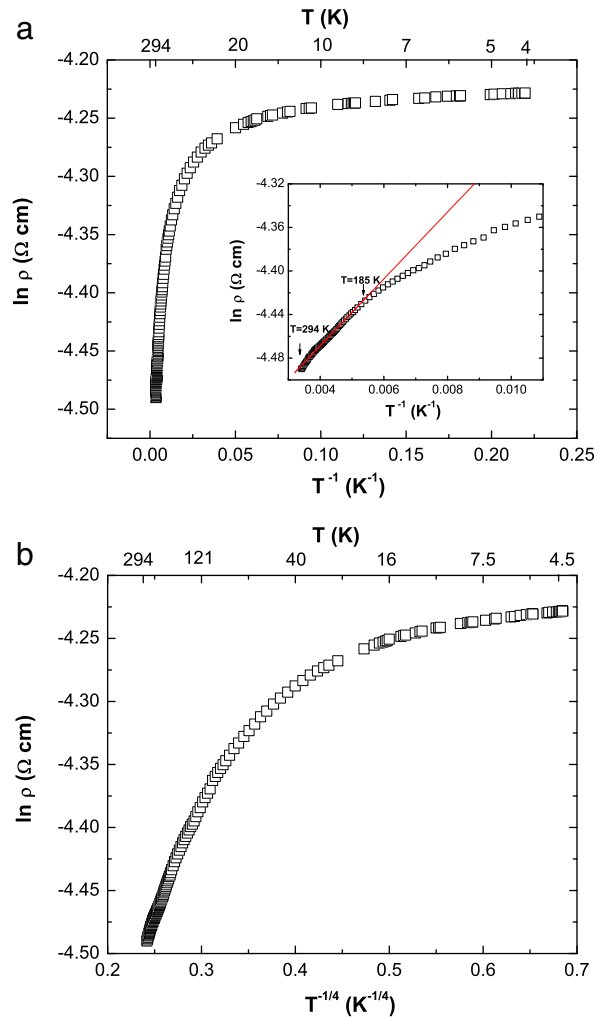 a
T (K)
294 20 10 7 5 4
-4.20
-4.25
-4.30
-4.35
-4.40
-4.45
-4.50
ln ρ (Ω cm)
-4.32
-4.36
-4.40
-4.44
-4.48
ln ρ (Ω cm)
T=185 K
T=294 K
0.004 0.006 0.008 0.010
T⁻¹ (K⁻¹)
0.00 0.05 0.10 0.15 0.20 0.25
T⁻¹ (K⁻¹)
b
T (K)
294 121 40 16 7.5 4.5
-4.20
-4.25
-4.30
-4.35
-4.40
-4.45
-4.50
ln ρ (Ω cm)
0.2 0.3 0.4 0.5 0.6 0.7
T⁻¹/⁴ (K⁻¹/⁴)